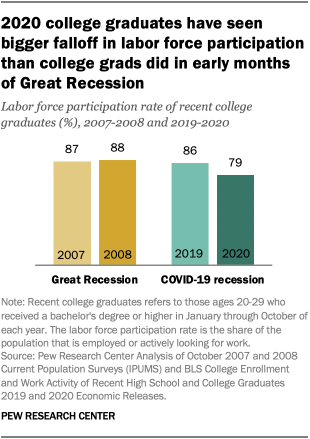 2020 college graduates have seen
bigger falloff in labor force participation
than college grads did in early months
of Great Recession
Labor force participation rate of recent college
graduates (%), 2007-2008 and 2019-2020
87 88 86 79
2007 2008 2019 2020
Great Recession COVID-19 recession
Note: Recent college graduates refers to those ages 20-29 who
received a bachelor's degree or higher in January through October of
each year. The labor force participation rate is the share of the
population that is employed or actively looking for work.
Source: Pew Research Center Analysis of October 2007 and 2008
Current Population Surveys (IPUMS) and BLS College Enrollment
and Work Activity of Recent High School and College Graduates
2019 and 2020 Economic Releases.
PEW RESEARCH CENTER